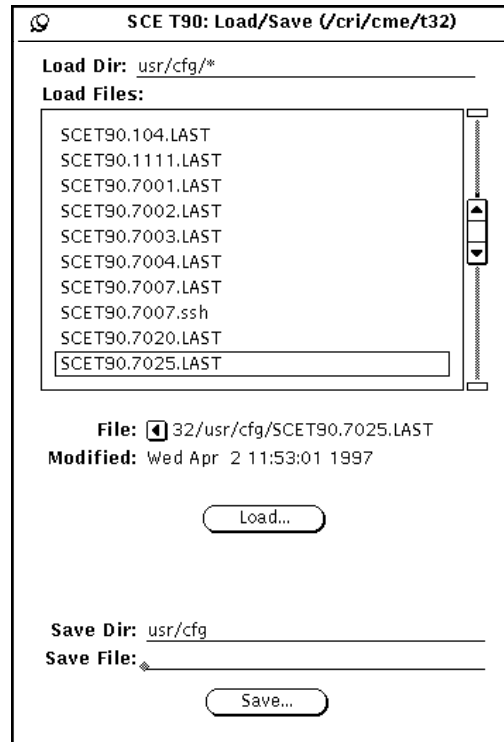 SCE T90: Load/Save (/cri/cme/t32)
Load Dir: usr/cfg/*
Load Files:
SCET90.104.LAST
SCET90.1111.LAST
SCET90.7001.LAST
SCET90.7002.LAST
SCET90.7003.LAST
SCET90.7004.LAST
SCET90.7007.LAST
SCET90.7007.ssh
SCET90.7020.LAST
SCET90.7025.LAST
File: 32/usr/cfg/SCET90.7025.LAST
Modified: Wed Apr  2 11:53:01 1997
Load...
Save Dir: usr/cfg
Save File:
Save...